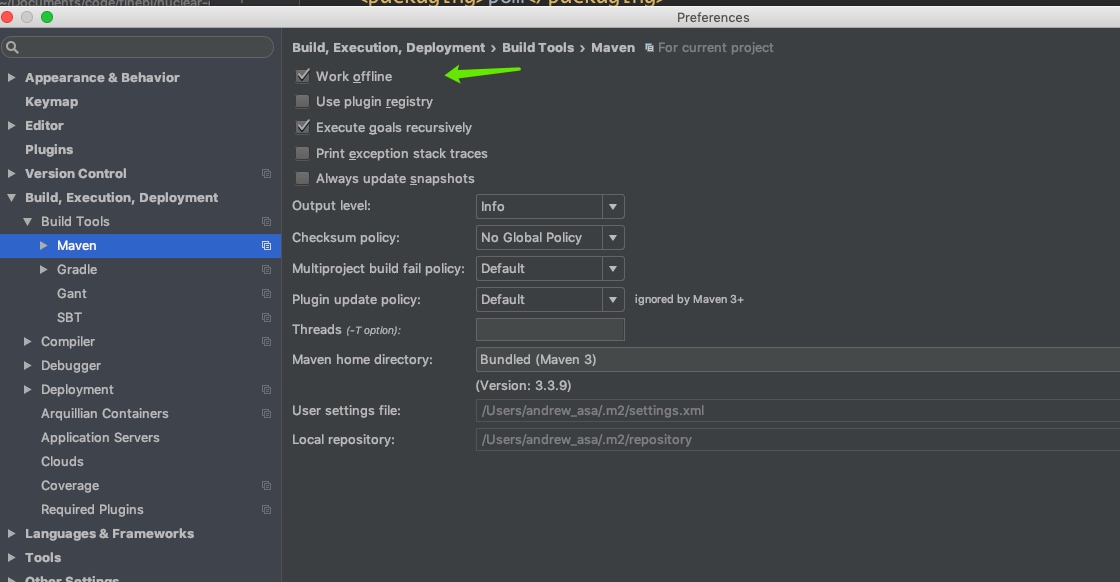 ~/Documents/code/finebi/nuclear-
<packaging>pom</packaging>
Preferences
Appearance & Behavior
Keymap
Editor
Plugins
Version Control
Build, Execution, Deployment
Build Tools
Maven
Gradle
Gant
SBT
Compiler
Debugger
Deployment
Arquillian Containers
Application Servers
Clouds
Coverage
Required Plugins
Languages & Frameworks
Tools
Other Settings
Build, Execution, Deployment › Build Tools › Maven For current project
Work offline
Use plugin registry
Execute goals recursively
Print exception stack traces
Always update snapshots
Output level: Info
Checksum policy: No Global Policy
Multiproject build fail policy: Default
Plugin update policy: Default ignored by Maven 3+
Threads (-T option):
Maven home directory: Bundled (Maven 3)
(Version: 3.3.9)
User settings file: /Users/andrew_asa/.m2/settings.xml
Local repository: /Users/andrew_asa/.m2/repository